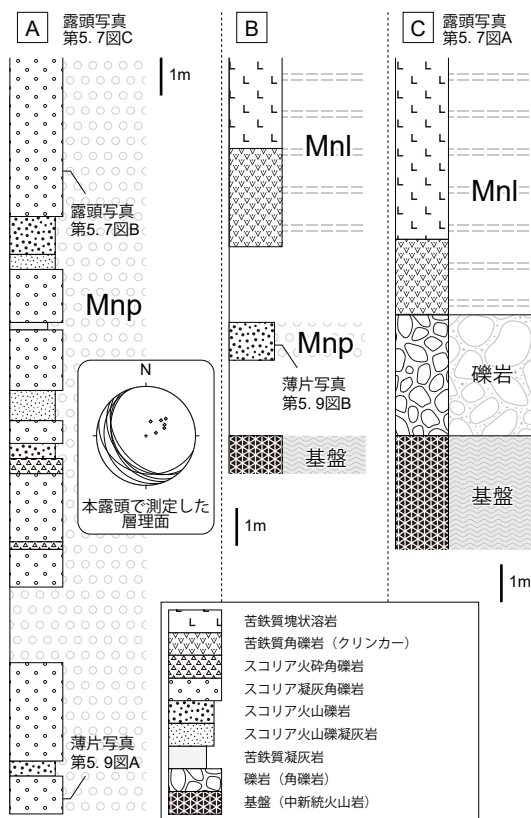 A
露頭写真
第5. 7図C
1m
露頭写真
第5. 7図B
Mnp
N
本露頭で測定した
層理面
薄片写真
第5. 9図A
B
Mnl
Mnp
薄片写真
第5. 9図B
基盤
1m
C
露頭写真
第5. 7図A
Mnl
礫岩
基盤
1m
苦鉄質塊状溶岩
苦鉄質角礫岩（クリンカー）
スコリア火砕角礫岩
スコリア凝灰角礫岩
スコリア火山礫岩
スコリア火山礫凝灰岩
苦鉄質凝灰岩
礫岩（角礫岩）
基盤（中新統火山岩）